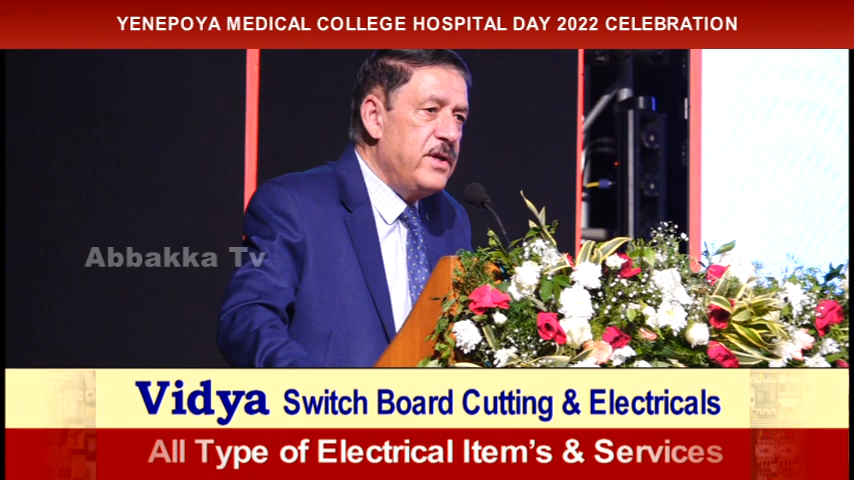 YENEPOYA MEDICAL COLLEGE HOSPITAL DAY 2022 CELEBRATION
Abbakka Tv
Vidya Switch Board Cutting & Electricals
All Type of Electrical Item's & Services